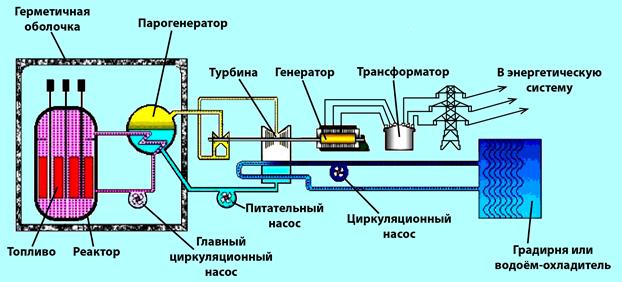 Герметичная
оболочка
Парогенератор
Турбина
Генератор
Трансформатор
В энергетическую
систему
Топливо
Реактор
Главный
циркуляционный
насос
Питательный
насос
Циркуляционный
насос
Градирня или
водоём-охладитель